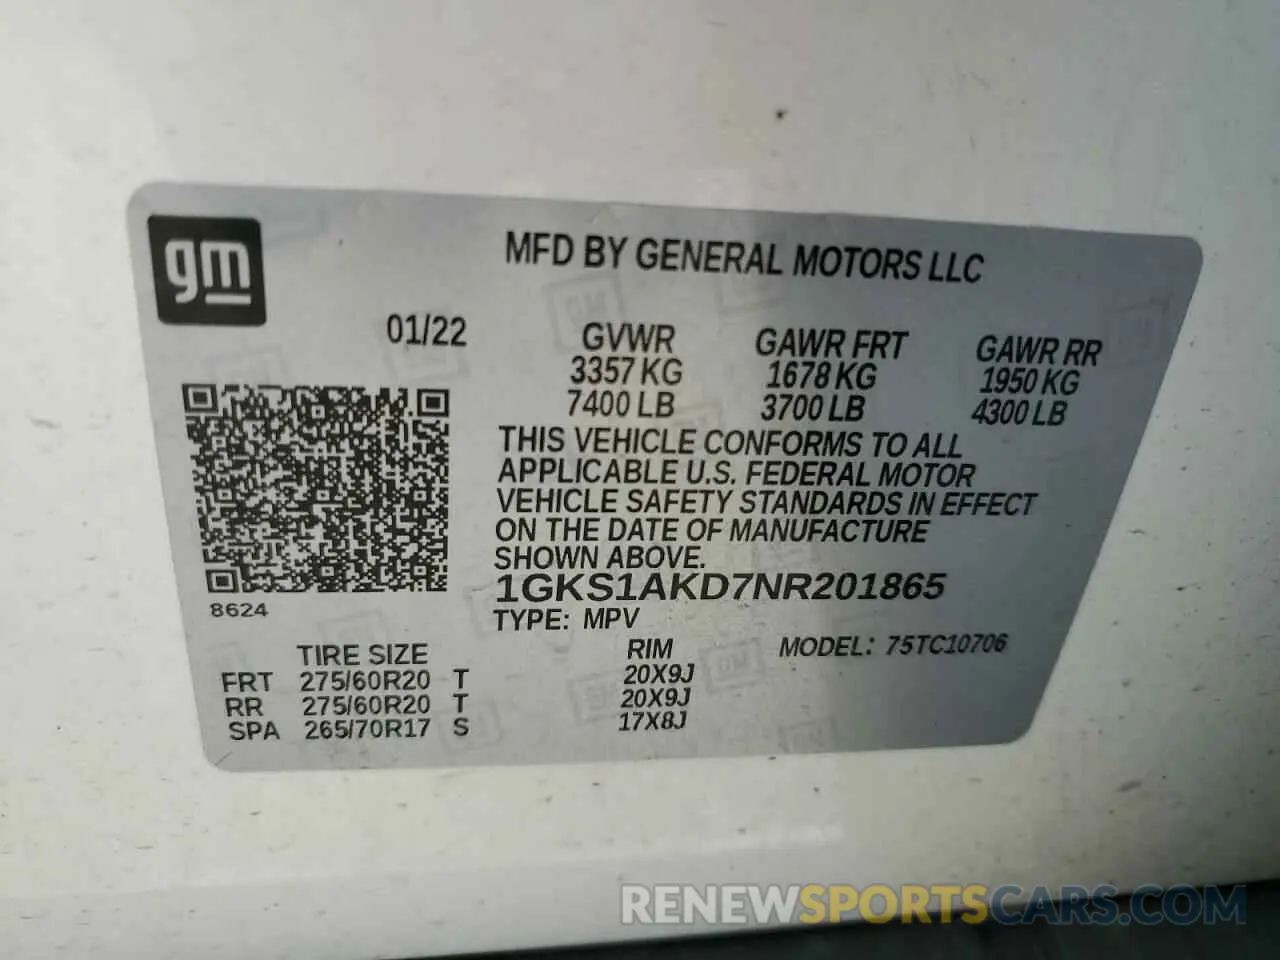 gm
MFD BY GENERAL MOTORS LLC
01/22 GVWR GAWR FRT GAWR RR
3357 KG 1678 KG 1950 KG
7400 LB 3700 LB 4300 LB
THIS VEHICLE CONFORMS TO ALL
APPLICABLE U.S. FEDERAL MOTOR
VEHICLE SAFETY STANDARDS IN EFFECT
ON THE DATE OF MANUFACTURE
SHOWN ABOVE.
1GKS1AKD7NR201865
8624
TYPE: MPV
TIRE SIZE RIM MODEL: 75TC10706
FRT 275/60R20 T 20X9J
RR 275/60R20 T 20X9J
SPA 265/70R17 S 17X8J
RENEWSPORTSCARS.COM